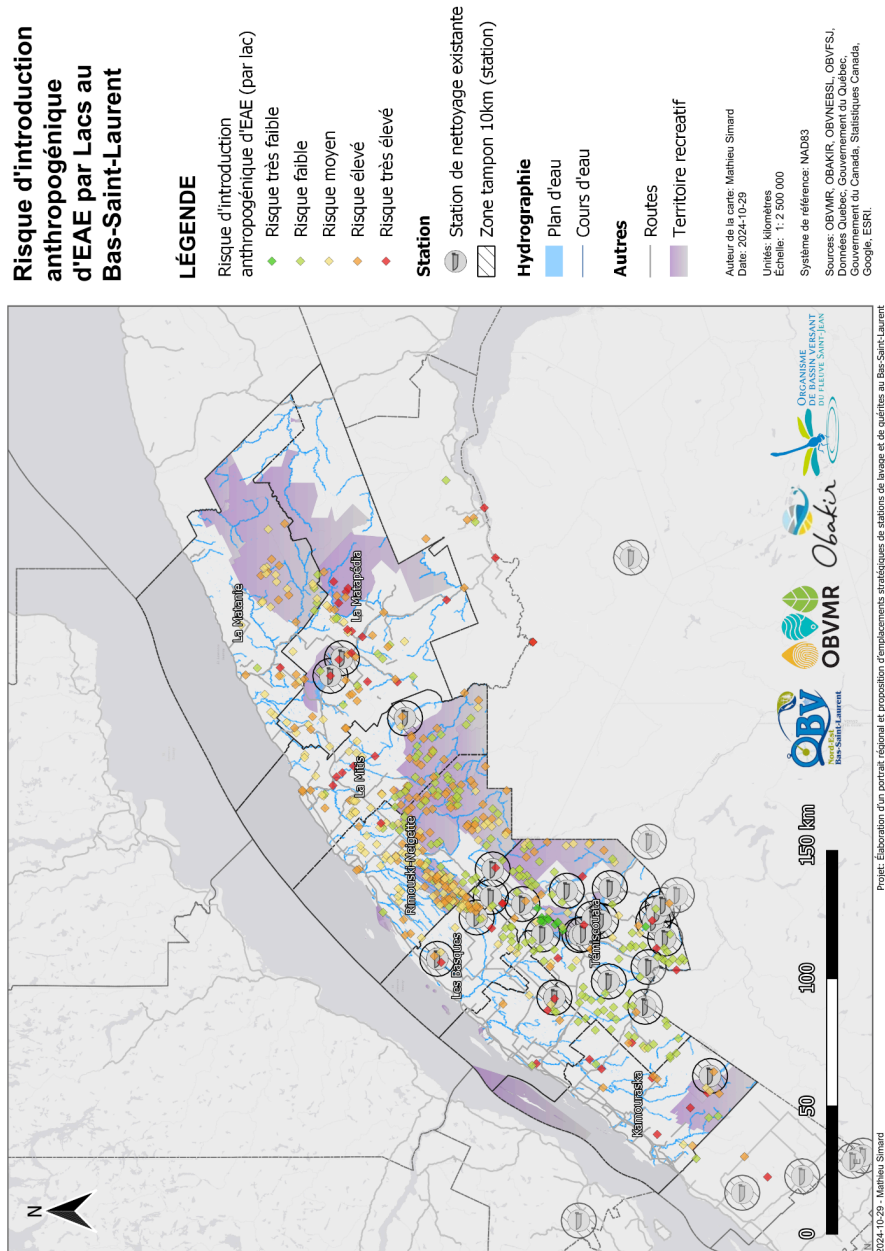 Risque d'introduction
anthropogénique
d'EAE par Lacs au
Bas-Saint-Laurent
LÉGENDE
Risque d'introduction
anthropogénique d'EAE (par lac)
Risque très faible
Risque faible
Risque moyen
Risque élevé
Risque très élevé
Station
Station de nettoyage existante
Zone tampon 10km (station)
Hydrographie
Plan d'eau
Cours d'eau
Autres
Routes
Territoire recreatif
Auteur de la carte: Mathieu Simard
Date: 2024-10-29
Unités: kilomètres
Échelle: 1: 2 500 000
Système de référence: NAD83
Sources: OBVMR, OBAKIR, OBVNEBSL, OBVFSJ,
Données Québec, Gouvernement du Québec,
Gouvernement du Canada, Statistiques Canada,
Google, ESRI.
N
La Matanie
La Matapédia
La Mitis
Rimouski-Neigette
Les Basques
Témiscouata
Kamouraska
0 50 100 150 km
OBV
Nord-Est
Bas-Saint-Laurent
OBVMR
Obakir
ORGANISME
DE BASSIN VERSANT
DU FLEUVE SAINT-JEAN
2024-10-29 - Mathieu Simard
Projet: Élaboration d'un portrait régional et proposition d'emplacements stratégiques de stations de lavage et de guérites au Bas-Saint-Laurent